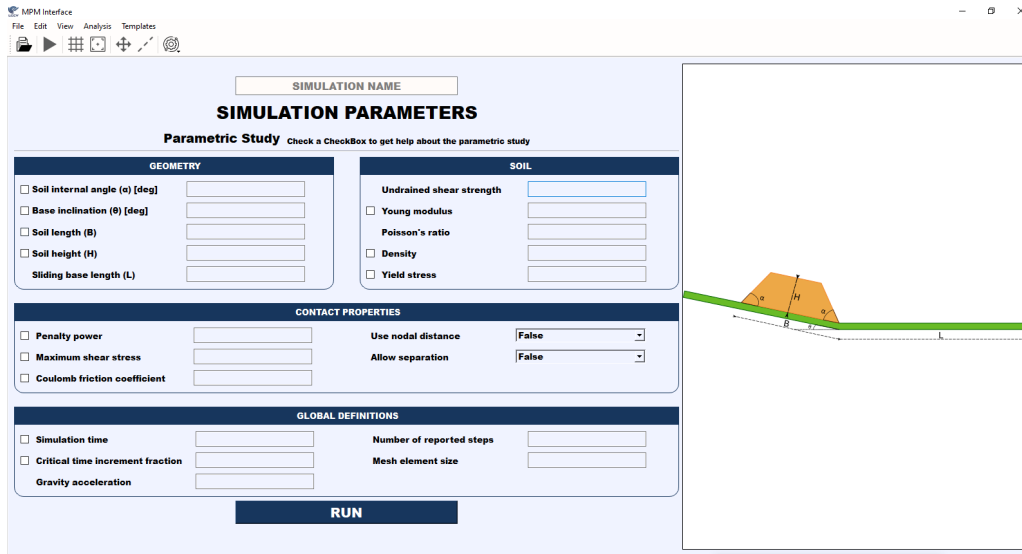 MPM Interface
File Edit View Analysis Templates
SIMULATION NAME
SIMULATION PARAMETERS
Parametric Study Check a CheckBox to get help about the parametric study
GEOMETRY
Soil internal angle (α) [deg]
Base inclination (θ) [deg]
Soil length (B)
Soil height (H)
Sliding base length (L)
SOIL
Undrained shear strength
Young modulus
Poisson's ratio
Density
Yield stress
CONTACT PROPERTIES
Penalty power
Maximum shear stress
Coulomb friction coefficient
Use nodal distance False
Allow separation False
GLOBAL DEFINITIONS
Simulation time
Critical time increment fraction
Gravity acceleration
Number of reported steps
Mesh element size
RUN
α
H
α
B
θ
L